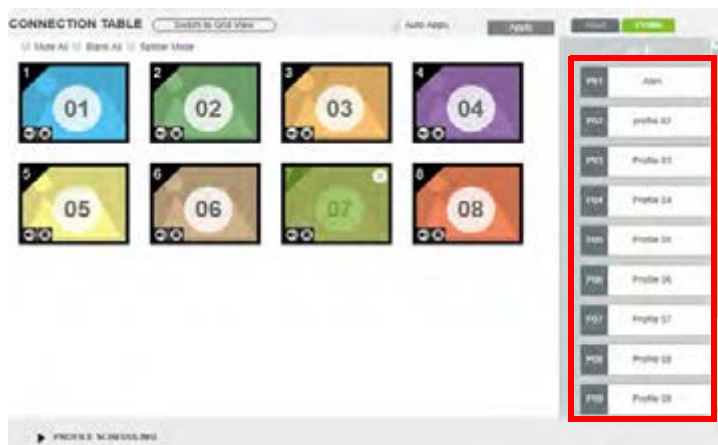 CONNECTION TABLE Switch to Grid View Auto Apply Apply Profile
Mute All Blank All Splitter Mode
1 2 3 4
01 02 03 04
5 6 7 8
05 06 07 08
P01
P02 profile 02
P03 Profile 03
P04 Profile 04
P05 Profile 05
P06 Profile 06
P07 Profile 07
P08 Profile 08
P09 Profile 09
PROFILE SCHEDULING